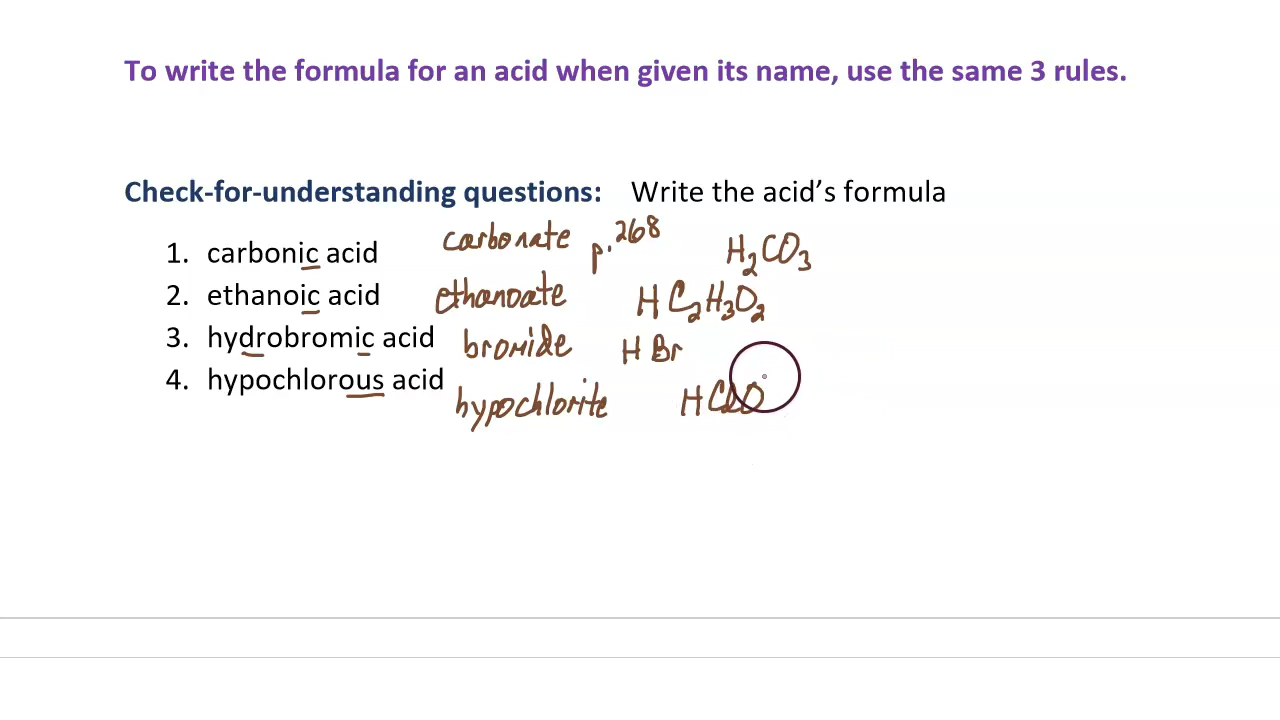 To write the formula for an acid when given its name, use the same 3 rules.
Check-for-understanding questions: Write the acid's formula
1. carbonic acid carbonate p. 268 H₂CO₃
2. ethanoic acid ethanoate HC₂H₃O₂
3. hydrobromic acid bromide HBr
4. hypochlorous acid hypochlorite HClO